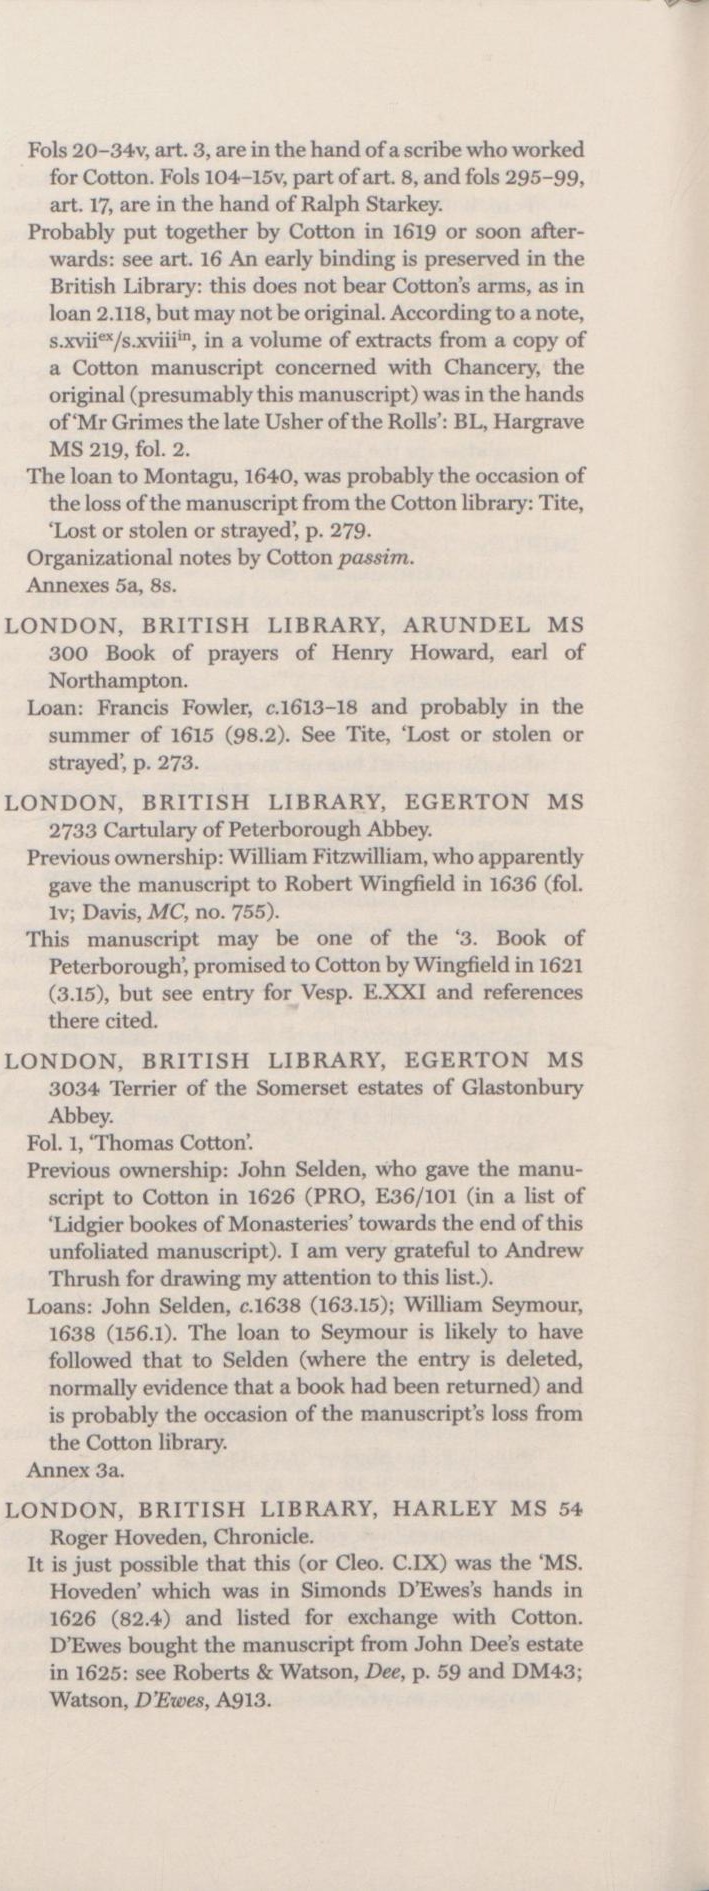 Fols 20–34v, art. 3, are in the hand of a scribe who worked
for Cotton. Fols 104–15v, part of art. 8, and fols 295–99,
art. 17, are in the hand of Ralph Starkey.
Probably put together by Cotton in 1619 or soon after-
wards: see art. 16 An early binding is preserved in the
British Library: this does not bear Cotton's arms, as in
loan 2.118, but may not be original. According to a note,
s.xviiᵉˣ/s.xviiiⁱⁿ, in a volume of extracts from a copy of
a Cotton manuscript concerned with Chancery, the
original (presumably this manuscript) was in the hands
of 'Mr Grimes the late Usher of the Rolls': BL, Hargrave
MS 219, fol. 2.
The loan to Montagu, 1640, was probably the occasion of
the loss of the manuscript from the Cotton library: Tite,
'Lost or stolen or strayed', p. 279.
Organizational notes by Cotton passim.
Annexes 5a, 8s.
LONDON, BRITISH LIBRARY, ARUNDEL MS
300 Book of prayers of Henry Howard, earl of
Northampton.
Loan: Francis Fowler, c.1613–18 and probably in the
summer of 1615 (98.2). See Tite, 'Lost or stolen or
strayed', p. 273.
LONDON, BRITISH LIBRARY, EGERTON MS
2733 Cartulary of Peterborough Abbey.
Previous ownership: William Fitzwilliam, who apparently
gave the manuscript to Robert Wingfield in 1636 (fol.
1v; Davis, MC, no. 755).
This manuscript may be one of the '3. Book of
Peterborough', promised to Cotton by Wingfield in 1621
(3.15), but see entry for Vesp. E.XXI and references
there cited.
LONDON, BRITISH LIBRARY, EGERTON MS
3034 Terrier of the Somerset estates of Glastonbury
Abbey.
Fol. 1, 'Thomas Cotton'.
Previous ownership: John Selden, who gave the manu-
script to Cotton in 1626 (PRO, E36/101 (in a list of
'Lidgier bookes of Monasteries' towards the end of this
unfoliated manuscript). I am very grateful to Andrew
Thrush for drawing my attention to this list.).
Loans: John Selden, c.1638 (163.15); William Seymour,
1638 (156.1). The loan to Seymour is likely to have
followed that to Selden (where the entry is deleted,
normally evidence that a book had been returned) and
is probably the occasion of the manuscript's loss from
the Cotton library.
Annex 3a.
LONDON, BRITISH LIBRARY, HARLEY MS 54
Roger Hoveden, Chronicle.
It is just possible that this (or Cleo. C.IX) was the 'MS.
Hoveden' which was in Simonds D'Ewes's hands in
1626 (82.4) and listed for exchange with Cotton.
D'Ewes bought the manuscript from John Dee's estate
in 1625: see Roberts & Watson, Dee, p. 59 and DM43;
Watson, D'Ewes, A913.